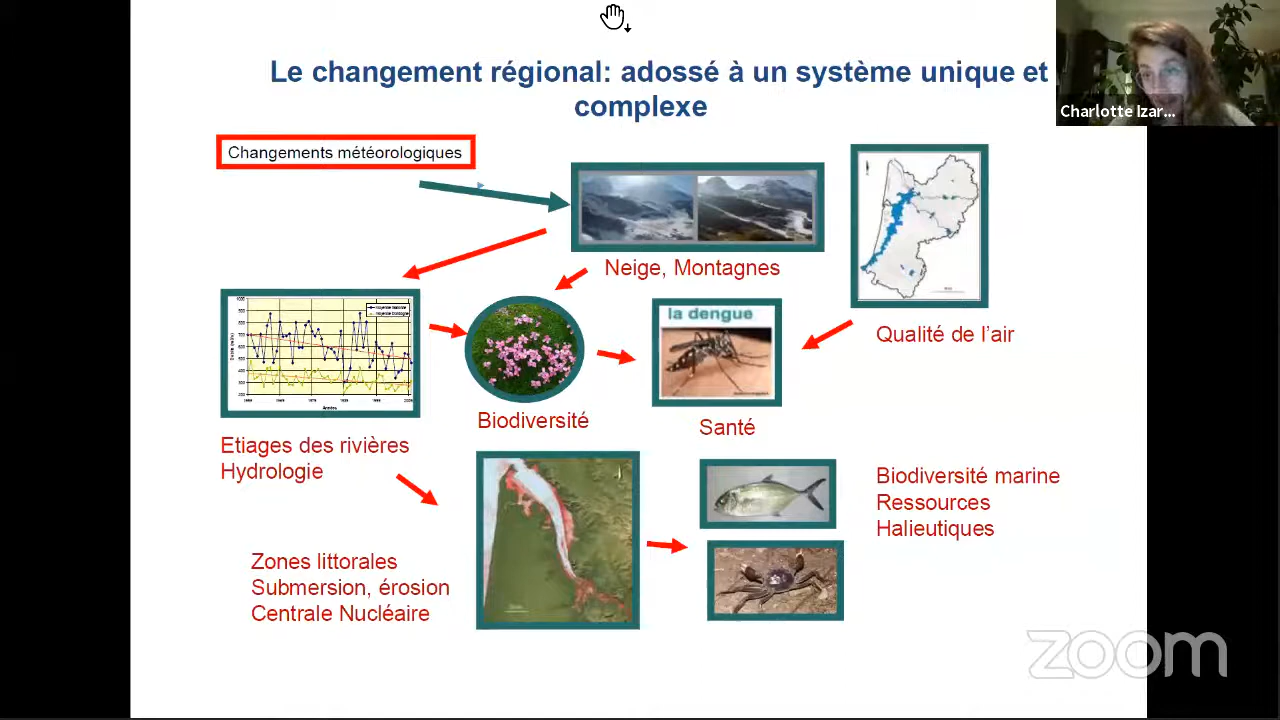 Le changement régional: adossé à un système unique et
complexe
Charlotte Izar...
Changements météorologiques
Neige, Montagnes
Qualité de l'air
la dengue
Biodiversité
Santé
Etiages des rivières
Hydrologie
Biodiversité marine
Ressources
Halieutiques
Zones littorales
Submersion, érosion
Centrale Nucléaire
zoom